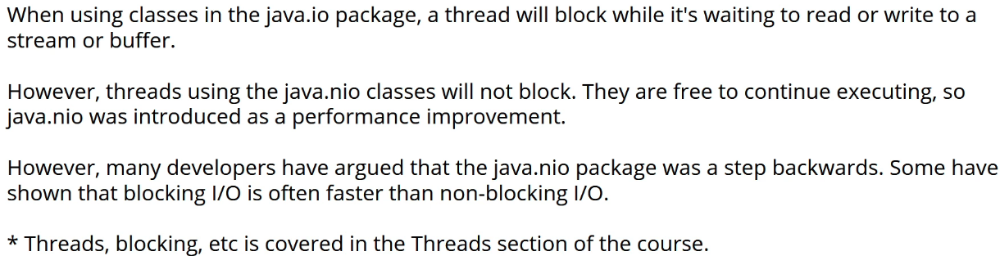 When using classes in the java.io package, a thread will block while it's waiting to read or write to a
stream or buffer.
However, threads using the java.nio classes will not block. They are free to continue executing, so
java.nio was introduced as a performance improvement.
However, many developers have argued that the java.nio package was a step backwards. Some have
shown that blocking I/O is often faster than non-blocking I/O.
* Threads, blocking, etc is covered in the Threads section of the course.